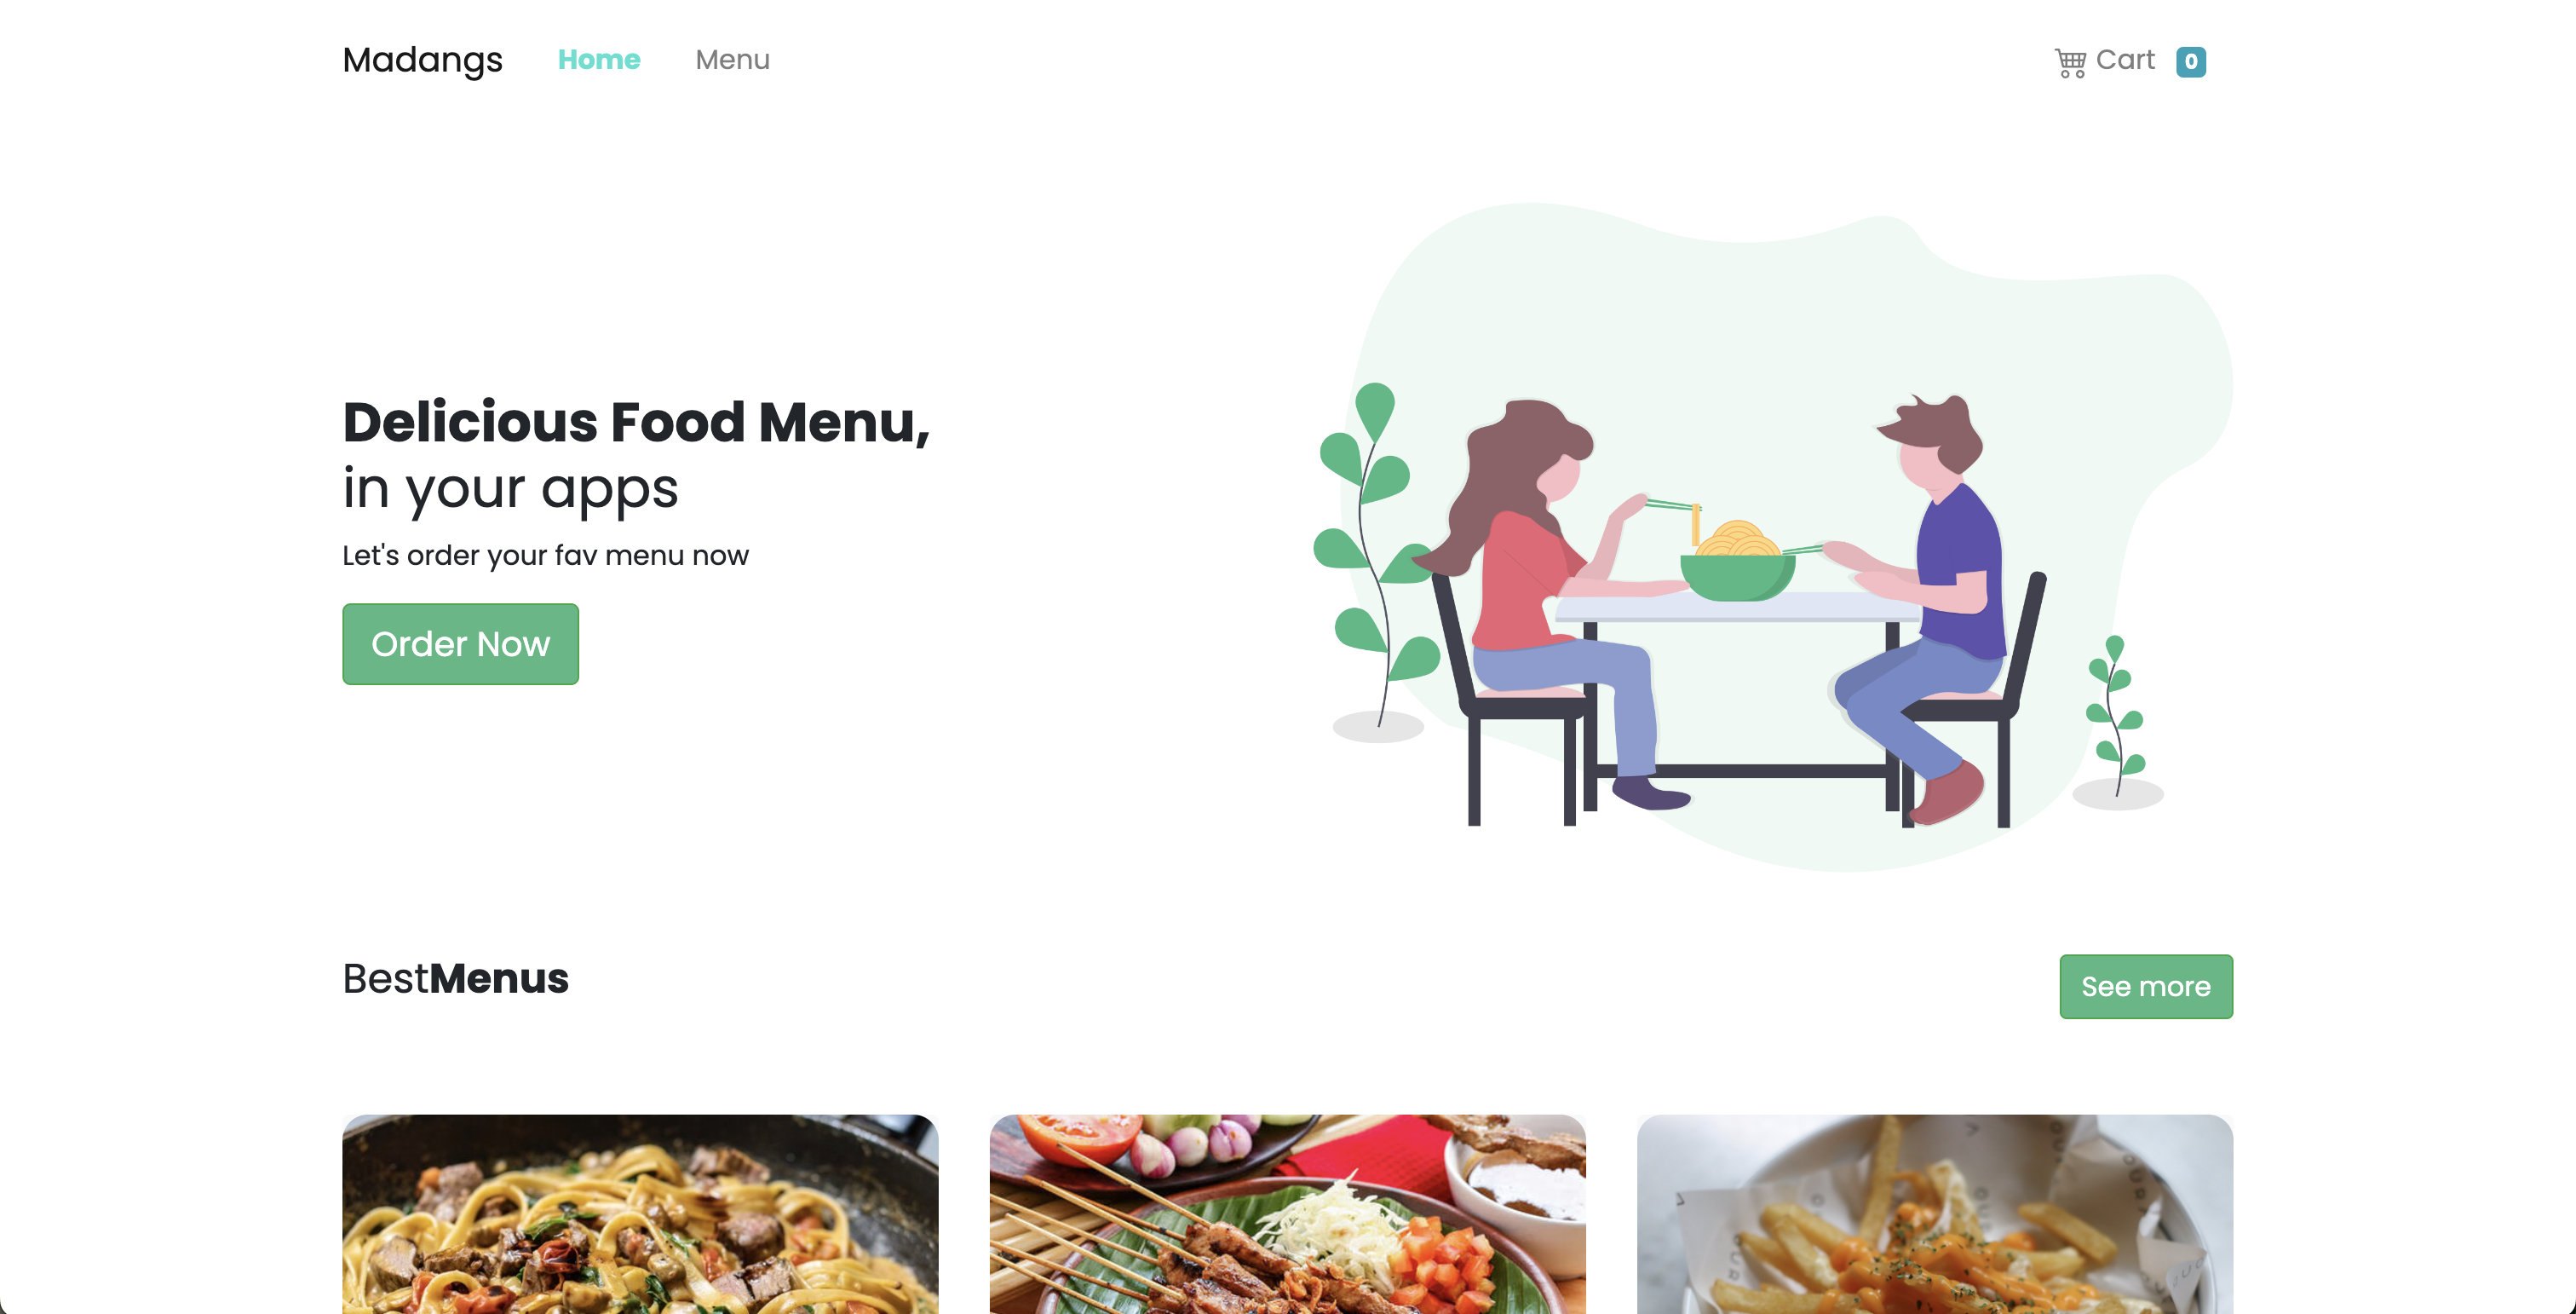 Madangs Home Menu Cart 0
Delicious Food Menu,
in your apps
Let's order your fav menu now
Order Now
BestMenus See more